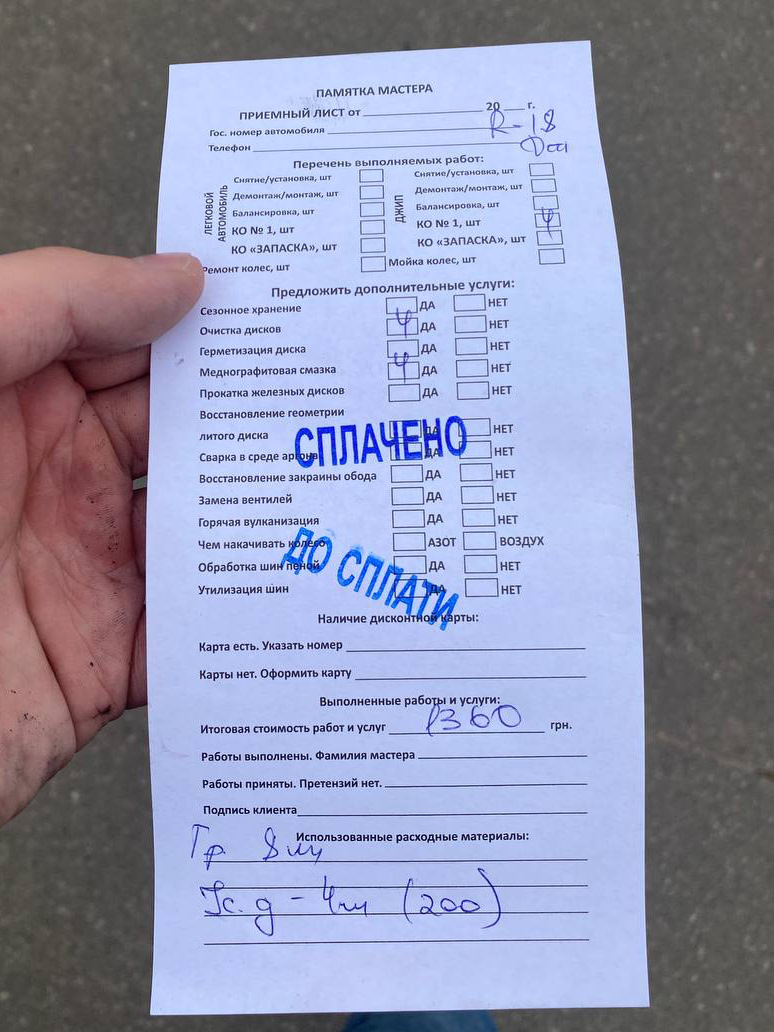 ПАМЯТКА МАСТЕРА
ПРИЕМНЫЙ ЛИСТ от 20 г.
Гос. номер автомобиля R-18
Телефон
Перечень выполняемых работ:
ЛЕГКОВОЙ АВТОМОБИЛЬ
Снятие/установка, шт
Демонтаж/монтаж, шт
Балансировка, шт
КО № 1, шт
КО «ЗАПАСКА», шт
Ремонт колес, шт
ДЖИП
Снятие/установка, шт
Демонтаж/монтаж, шт
Балансировка, шт
КО № 1, шт 4
КО «ЗАПАСКА», шт
Мойка колес, шт
Предложить дополнительные услуги:
Сезонное хранение ДА НЕТ
Очистка дисков 4 ДА НЕТ
Герметизация диска ДА НЕТ
Меднографитовая смазка 4 ДА НЕТ
Прокатка железных дисков ДА НЕТ
Восстановление геометрии
литого диска ДА НЕТ
СПЛАЧЕНО
Сварка в среде аргона ДА НЕТ
Восстановление закраины обода ДА НЕТ
Замена вентилей ДА НЕТ
Горячая вулканизация ДА НЕТ
Чем накачивать колесо АЗОТ ВОЗДУХ
Обработка шин пеной ДА НЕТ
ДО СПЛАТИ
Утилизация шин ДА НЕТ
Наличие дисконтной карты:
Карта есть. Указать номер
Карты нет. Оформить карту
Выполненные работы и услуги:
Итоговая стоимость работ и услуг 1360 грн.
Работы выполнены. Фамилия мастера
Работы приняты. Претензий нет.
Подпись клиента
Использованные расходные материалы:
Гр 8
4 (200)